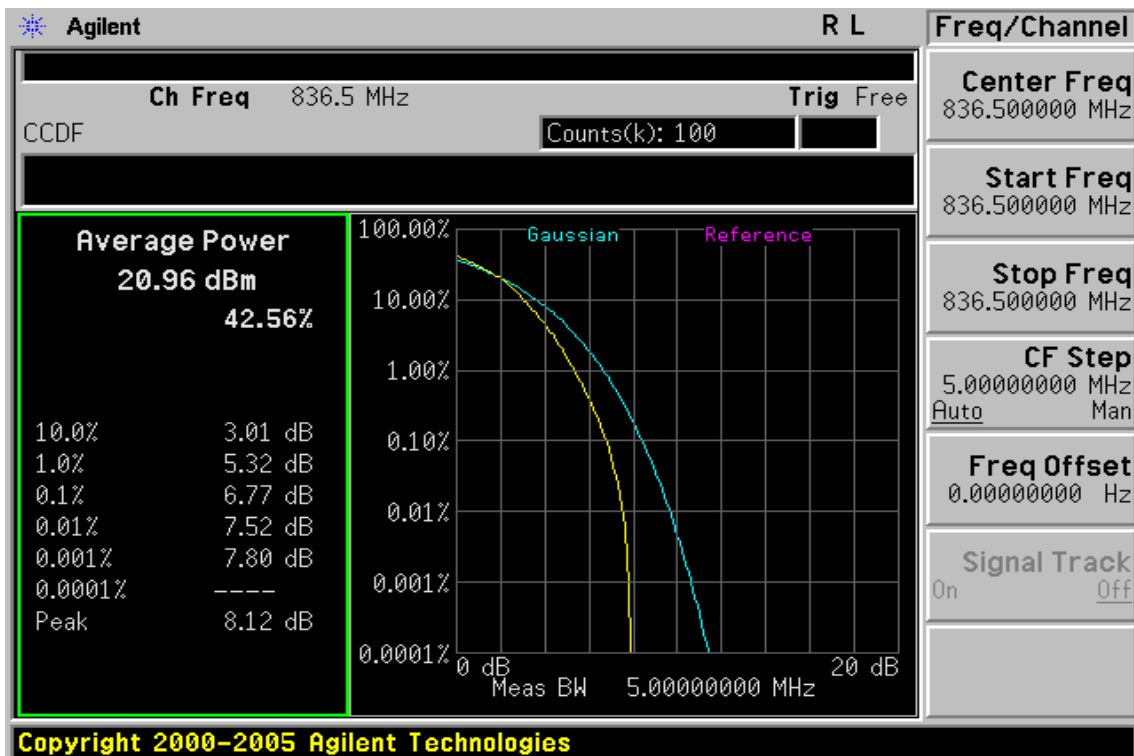 Agilent R L Freq/Channel
Ch Freq 836.5 MHz Trig Free
CCDF Counts(k): 100
Average Power
20.96 dBm
42.56%
10.0% 3.01 dB
1.0% 5.32 dB
0.1% 6.77 dB
0.01% 7.52 dB
0.001% 7.80 dB
0.0001% ----
Peak 8.12 dB
Gaussian Reference
100.00%
10.00%
1.00%
0.10%
0.01%
0.001%
0.0001%
0 dB 20 dB
Meas BW 5.00000000 MHz
Center Freq
836.500000 MHz
Start Freq
836.500000 MHz
Stop Freq
836.500000 MHz
CF Step
5.00000000 MHz
Auto Man
Freq Offset
0.00000000 Hz
Signal Track
On Off
Copyright 2000-2005 Agilent Technologies